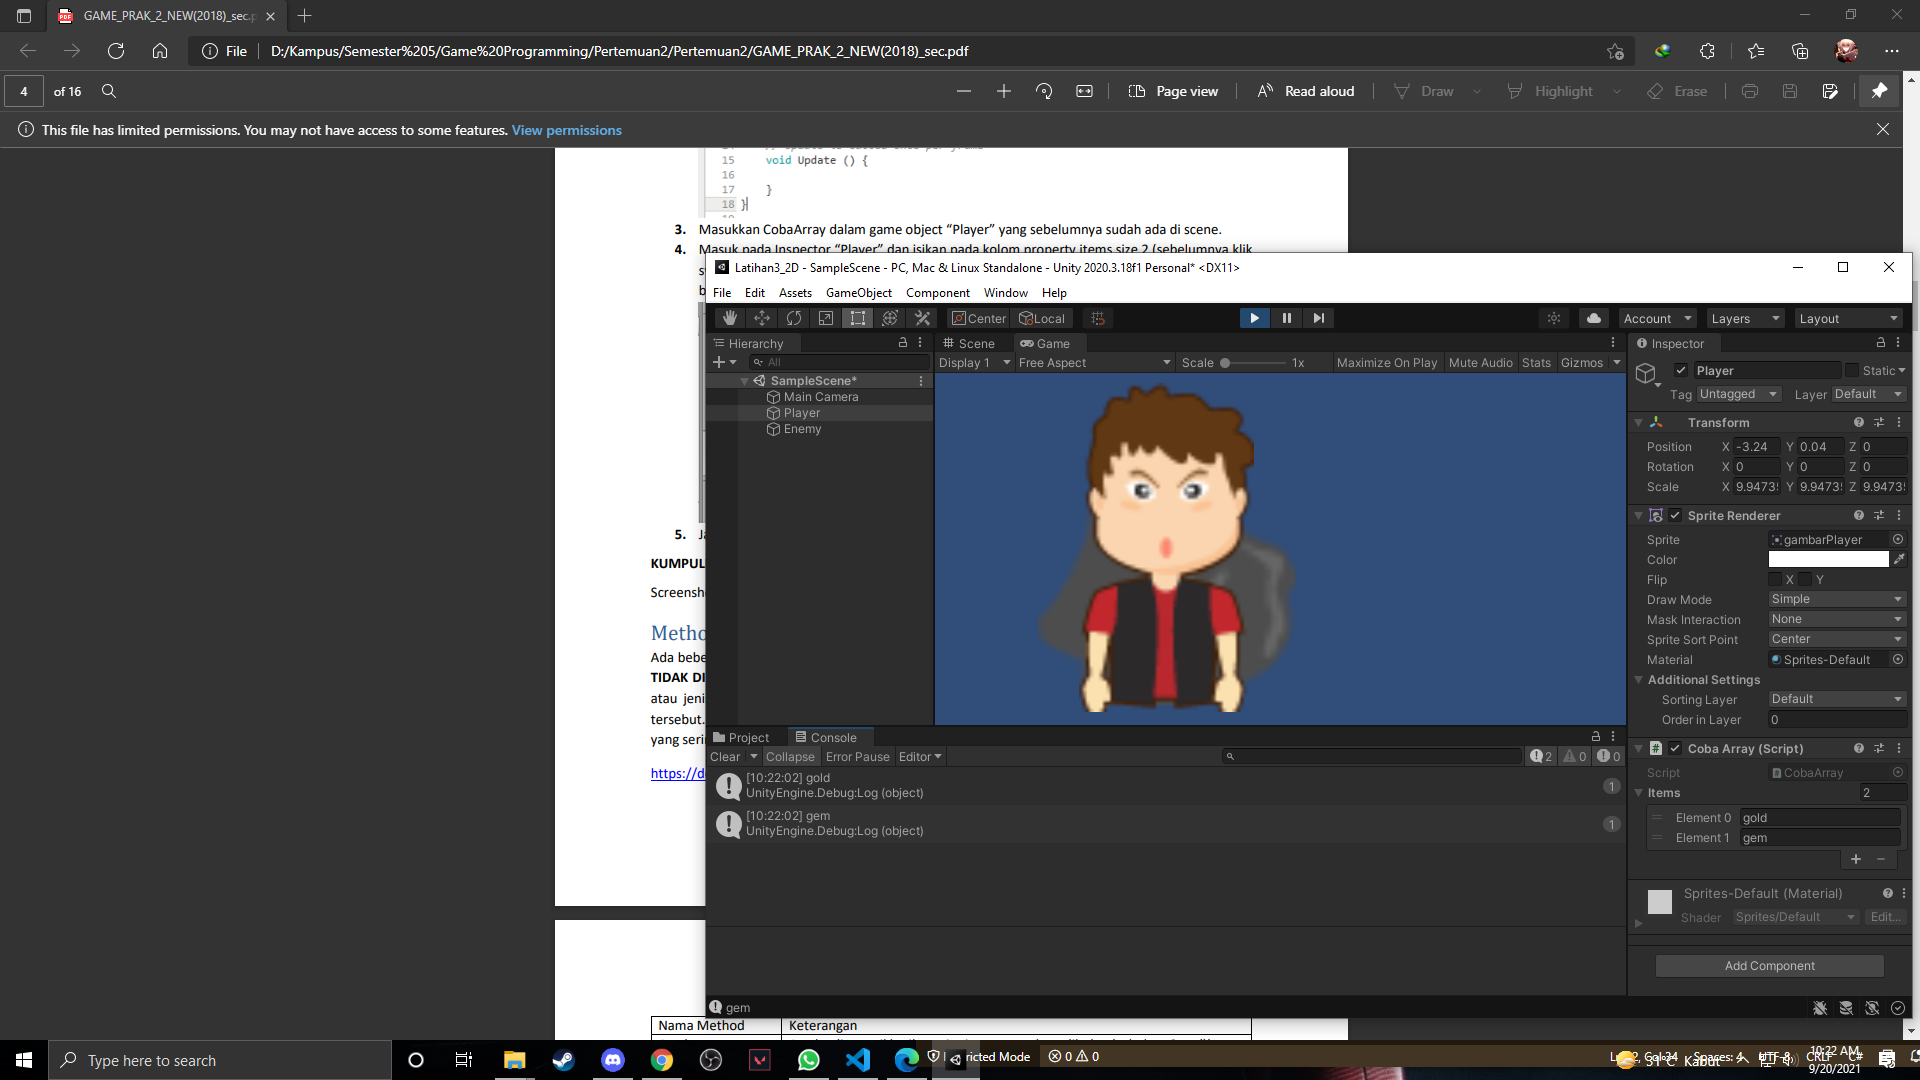 GAME_PRAK_2_NEW(2018)_sec.p
File D:/Kampus/Semester%205/Game%20Programming/Pertemuan2/Pertemuan2/GAME_PRAK_2_NEW(2018)_sec.pdf
4 of 16 Page view Read aloud Draw Highlight Erase
This file has limited permissions. You may not have access to some features. View permissions
15 void Update () {
16
17 }
18 }
3. Masukkan CobaArray dalam game object “Player” yang sebelumnya sudah ada di scene.
4. Masuk pada Inspector “Player” dan isikan pada kolom property items size 2 (sebelumnya klik
5.
KUMPUL
Screensh
Metho
Ada bebe
TIDAK DI
atau jeni
tersebut.
yang seri
https://d
Nama Method Keterangan
Latihan3_2D - SampleScene - PC, Mac & Linux Standalone - Unity 2020.3.18f1 Personal* <DX11>
File Edit Assets GameObject Component Window Help
Center Local Account Layers Layout
Hierarchy
All
SampleScene*
Main Camera
Player
Enemy
Scene Game
Display 1 Free Aspect Scale 1x Maximize On Play Mute Audio Stats Gizmos
Project Console
Clear Collapse Error Pause Editor 2 0 0
[10:22:02] gold
UnityEngine.Debug:Log (object) 1
[10:22:02] gem
UnityEngine.Debug:Log (object) 1
gem
Inspector
Player Static
Tag Untagged Layer Default
Transform
Position X -3.24 Y 0.04 Z 0
Rotation X 0 Y 0 Z 0
Scale X 9.9473 Y 9.9473 Z 9.9473
Sprite Renderer
Sprite gambarPlayer
Color
Flip X Y
Draw Mode Simple
Mask Interaction None
Sprite Sort Point Center
Material Sprites-Default
Additional Settings
Sorting Layer Default
Order in Layer 0
Coba Array (Script)
Script CobaArray
Items 2
Element 0 gold
Element 1 gem
Sprites-Default (Material)
Shader Sprites/Default Edit...
Add Component
Type here to search
ricted Mode 0 0
Spaces: 4 UTF-8 CRLF C#
31°C Kabut
10:22 AM
9/20/2021